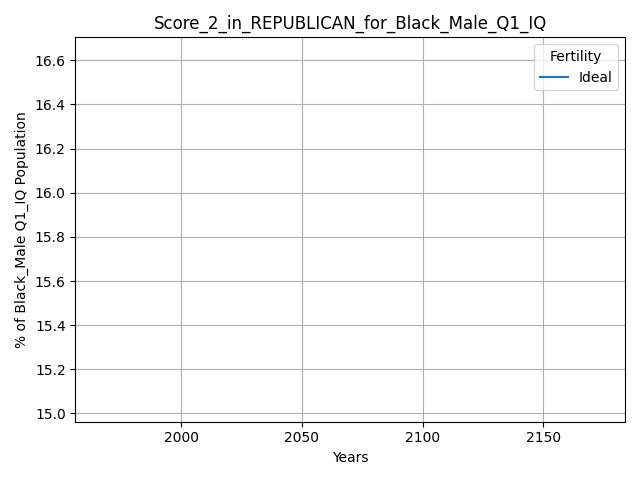 Score_2_in_REPUBLICAN_for_Black_Male_Q1_IQ
Fertility
Ideal
% of Black_Male Q1_IQ Population
16.6
16.4
16.2
16.0
15.8
15.6
15.4
15.2
15.0
2000 2050 2100 2150
Years